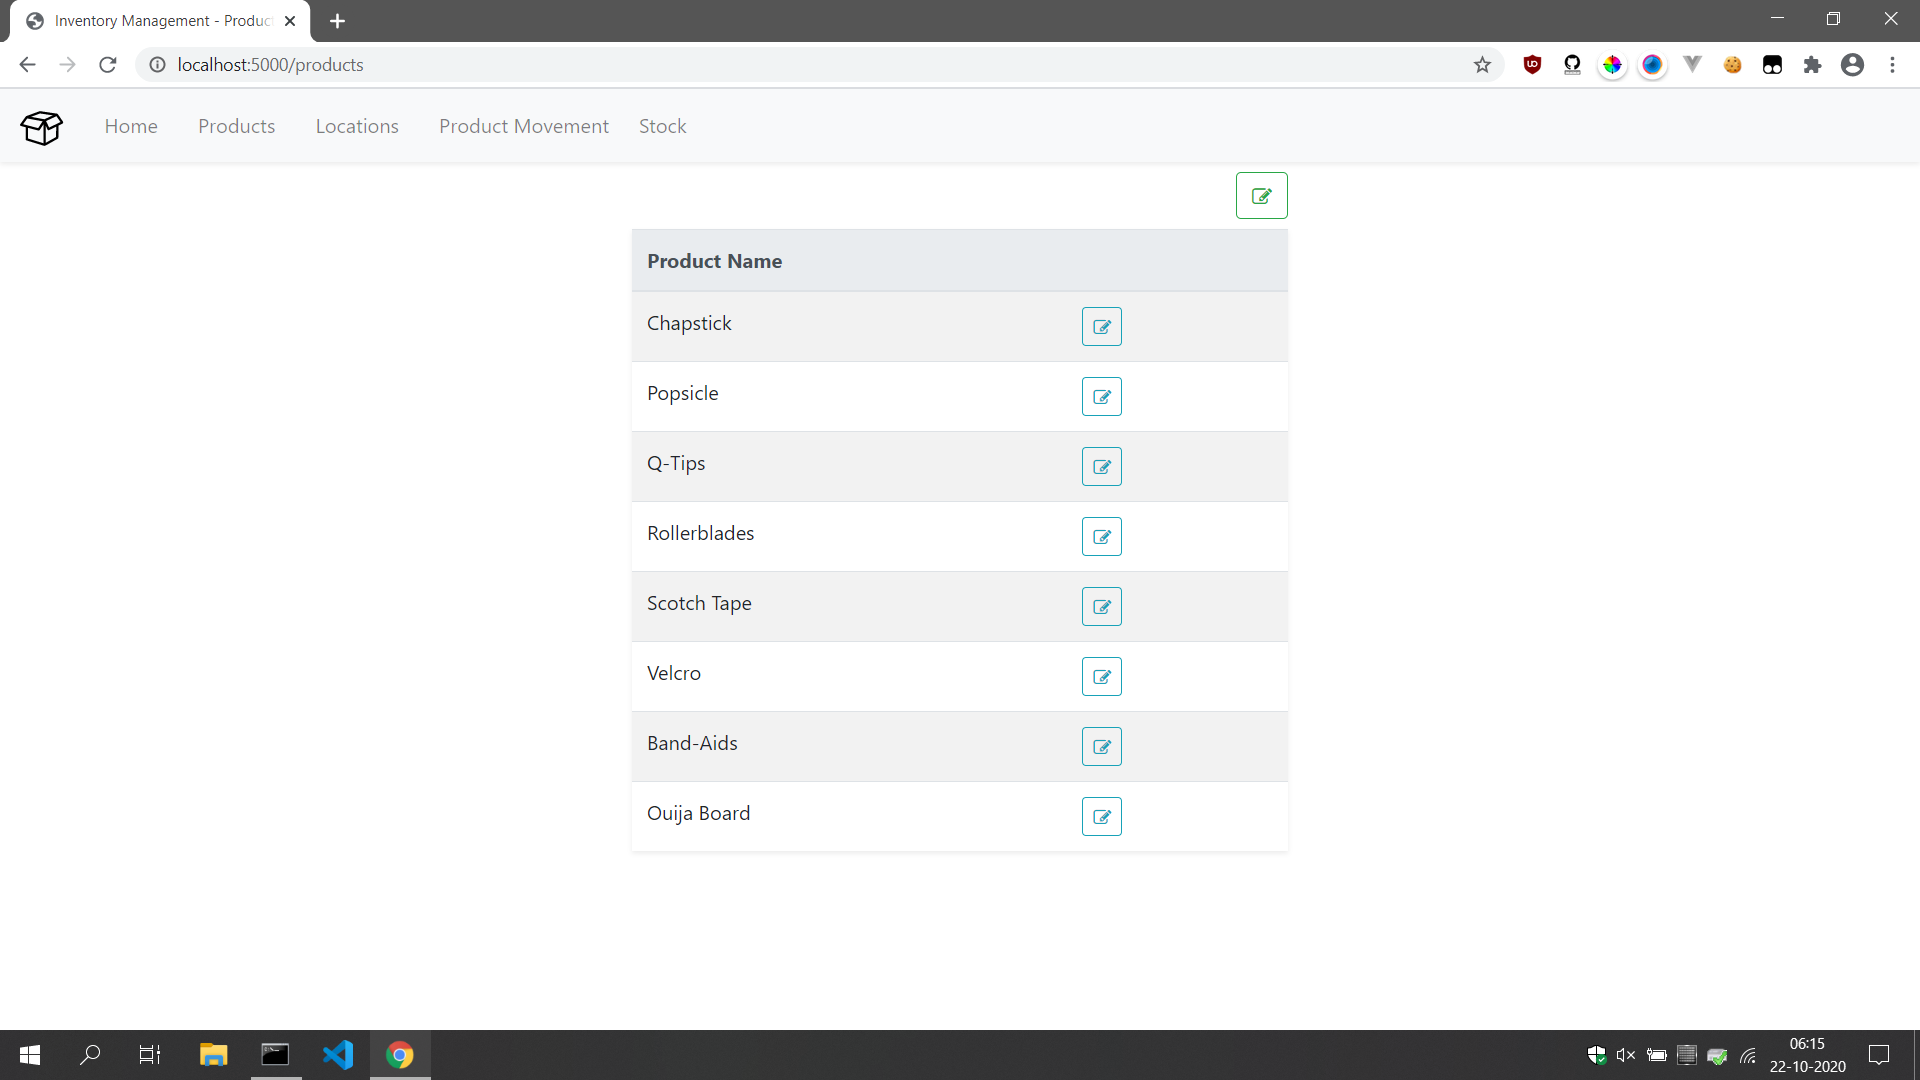 Inventory Management - Produc
localhost:5000/products
Home Products Locations Product Movement Stock
Product Name
Chapstick
Popsicle
Q-Tips
Rollerblades
Scotch Tape
Velcro
Band-Aids
Ouija Board
06:15
22-10-2020